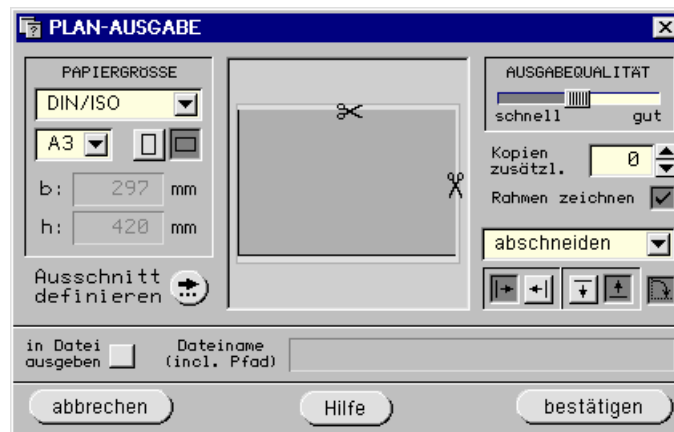 PLAN-AUSGABE
PAPIERGRÖSSE
DIN/ISO
A3
b: 297 mm
h: 420 mm
Ausschnitt
definieren
AUSGABEQUALITÄT
schnell gut
Kopien
zusätzl. 0
Rahmen zeichnen
abschneiden
in Datei
ausgeben
Dateiname
(incl. Pfad)
abbrechen
Hilfe
bestätigen